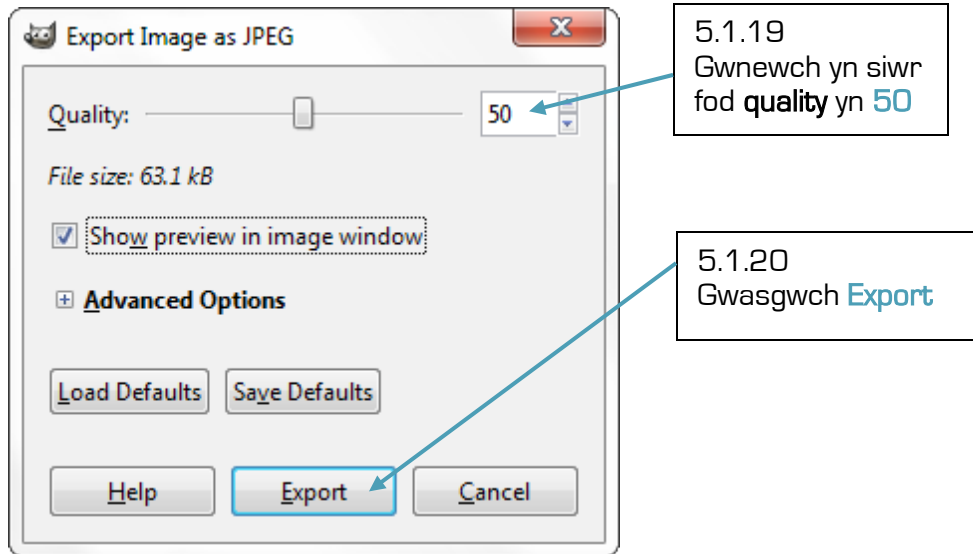 Export Image as JPEG
Quality:
50
File size: 63.1 kB
Show preview in image window
Advanced Options
Load Defaults
Save Defaults
Help
Export
Cancel
5.1.19
Gwnewch yn siwr
fod quality yn 50
5.1.20
Gwasgwch Export